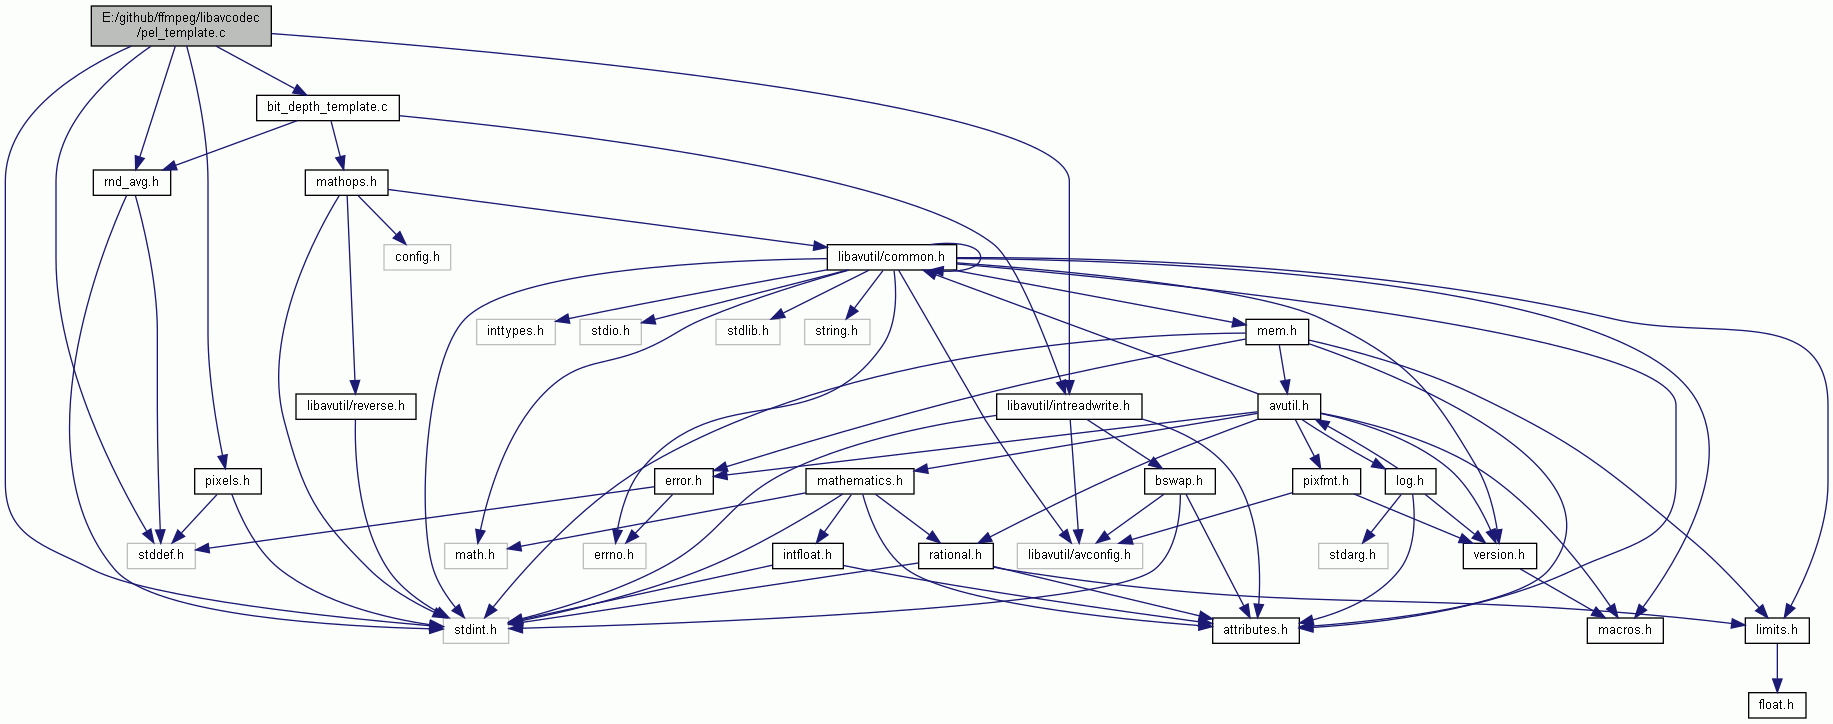 E:/github/ffmpeg/libavcodec
/pel_template.c
bit_depth_template.c
rnd_avg.h
mathops.h
config.h
libavutil/common.h
inttypes.h
stdio.h
stdlib.h
string.h
mem.h
libavutil/reverse.h
libavutil/intreadwrite.h
avutil.h
pixels.h
error.h
mathematics.h
bswap.h
pixfmt.h
log.h
stddef.h
math.h
errno.h
intfloat.h
rational.h
libavutil/avconfig.h
stdarg.h
version.h
stdint.h
attributes.h
macros.h
limits.h
float.h